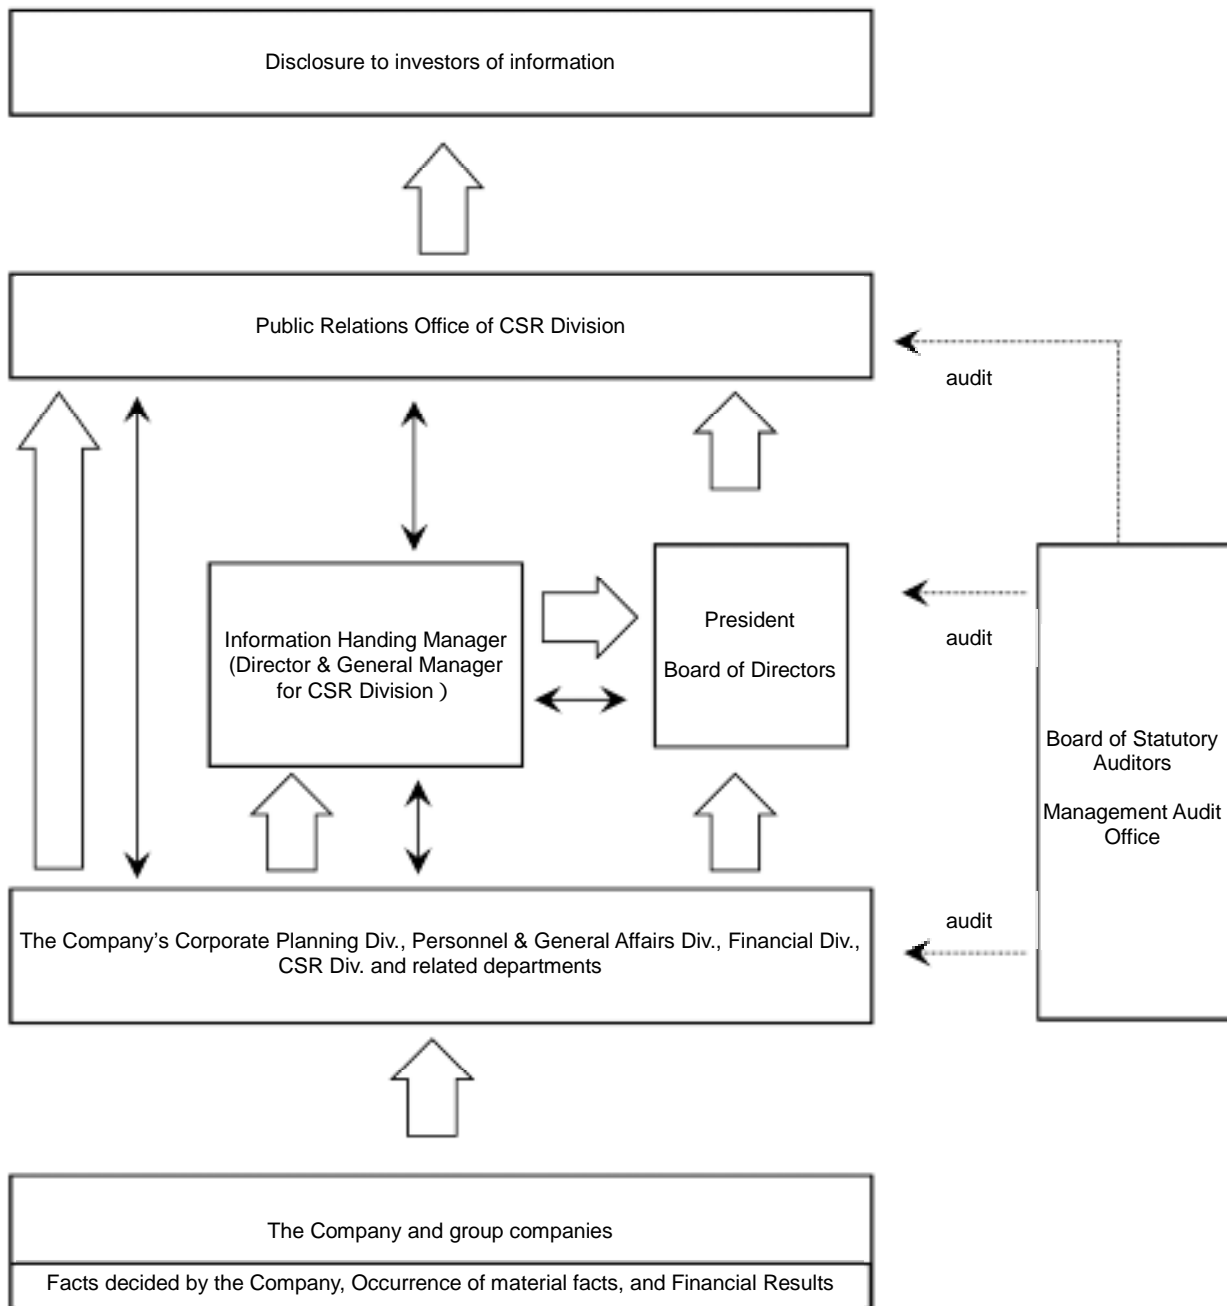 Disclosure to investors of information
Public Relations Office of CSR Division
audit
Information Handing Manager
(Director & General Manager
for CSR Division )
President
Board of Directors
audit
Board of Statutory
Auditors
Management Audit
Office
The Company’s Corporate Planning Div., Personnel & General Affairs Div., Financial Div.,
CSR Div. and related departments
audit
The Company and group companies
Facts decided by the Company, Occurrence of material facts, and Financial Results